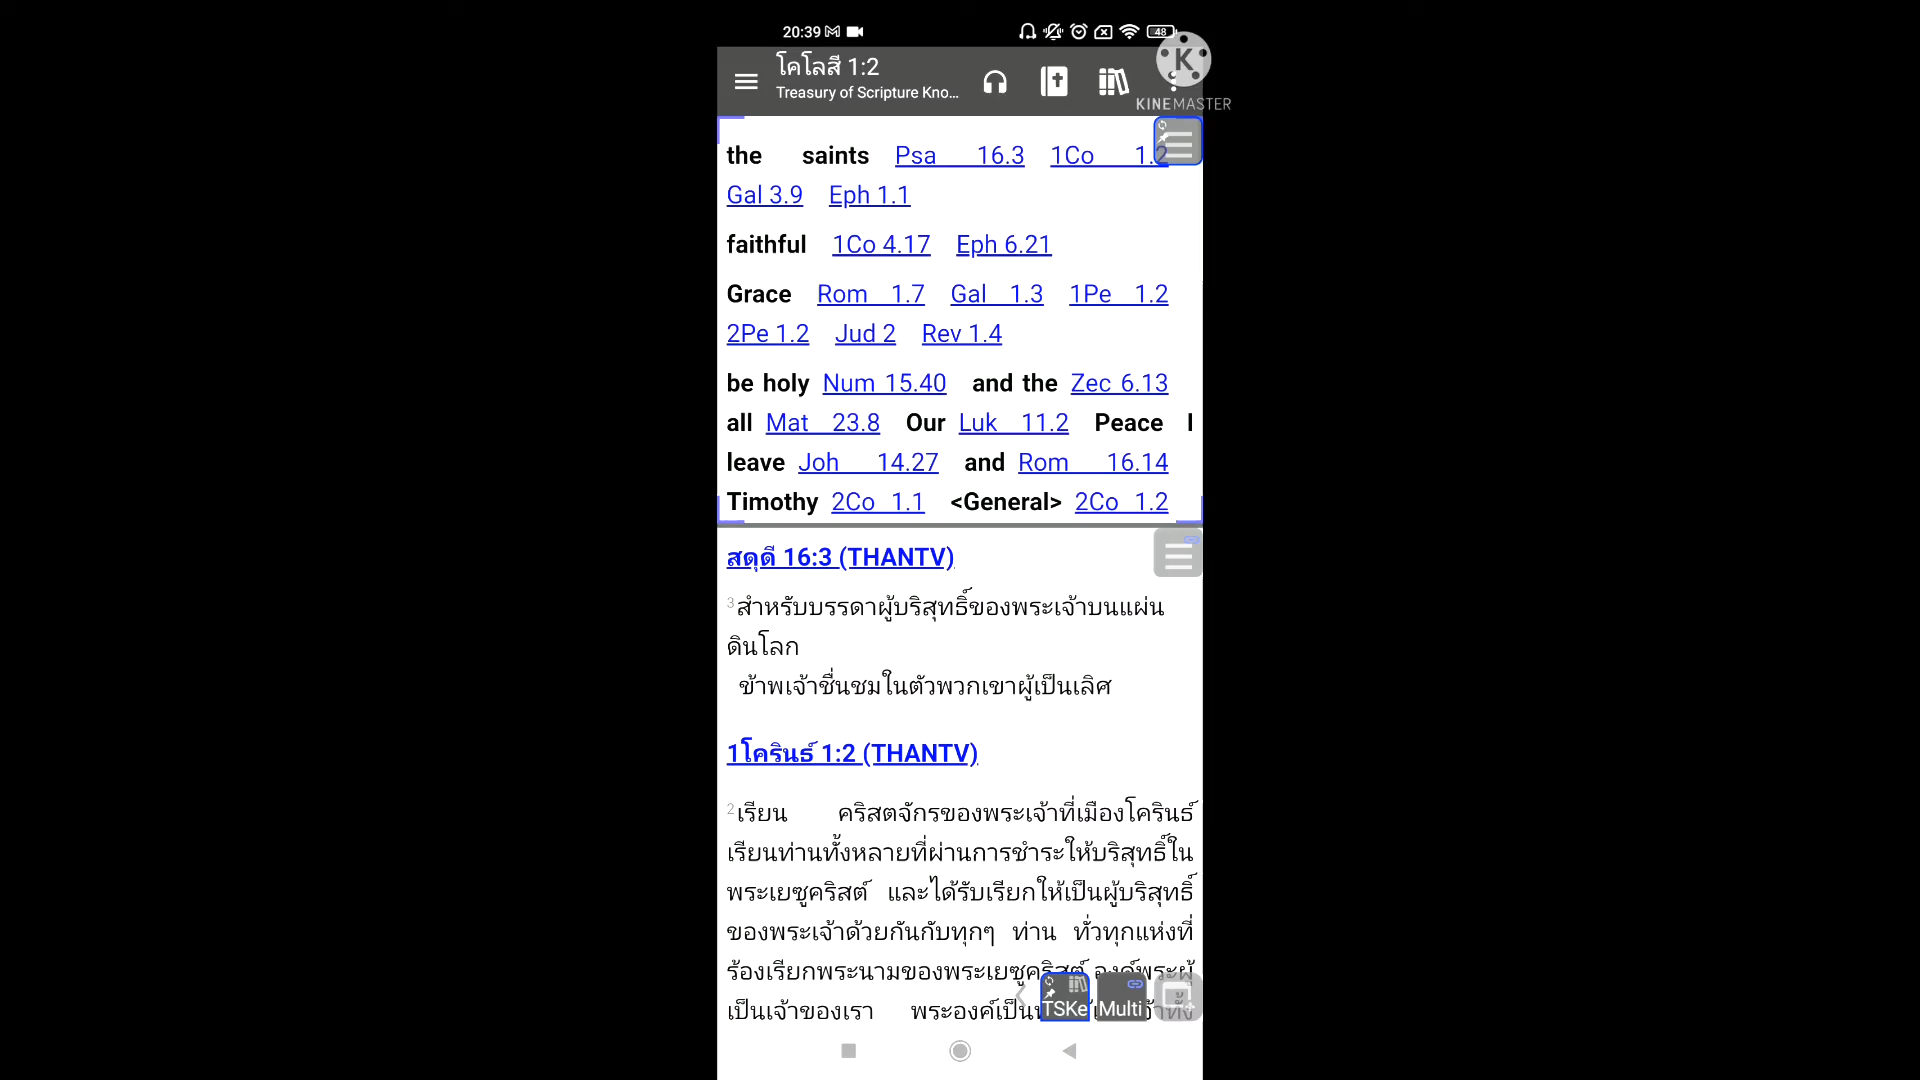 20:39
48
โคโลสี 1:2
Treasury of Scripture Kno...
K
KINEMASTER
the saints Psa 16.3 1Co 1.2
Gal 3.9 Eph 1.1
faithful 1Co 4.17 Eph 6.21
Grace Rom 1.7 Gal 1.3 1Pe 1.2
2Pe 1.2 Jud 2 Rev 1.4
be holy Num 15.40 and the Zec 6.13
all Mat 23.8 Our Luk 11.2 Peace I
leave Joh 14.27 and Rom 16.14
Timothy 2Co 1.1 <General> 2Co 1.2
สดุดี 16:3 (THANTV)
3 สำหรับบรรดาผู้บริสุทธิ์ของพระเจ้าบนแผ่น
ดินโลก
ข้าพเจ้าชื่นชมในตัวพวกเขาผู้เป็นเลิศ
1โครินธ์ 1:2 (THANTV)
2 เรียน คริสตจักรของพระเจ้าที่เมืองโครินธ์
เรียนท่านทั้งหลายที่ผ่านการชำระให้บริสุทธิ์ใน
พระเยซูคริสต์ และได้รับเรียกให้เป็นผู้บริสุทธิ์
ของพระเจ้าด้วยกันกับทุกๆ ท่าน ทั่วทุกแห่งที่
ร้องเรียกพระนามของพระเยซูคริสต์ องค์พระผู้
เป็นเจ้าของเรา พระองค์เป็น
TSKe Multi